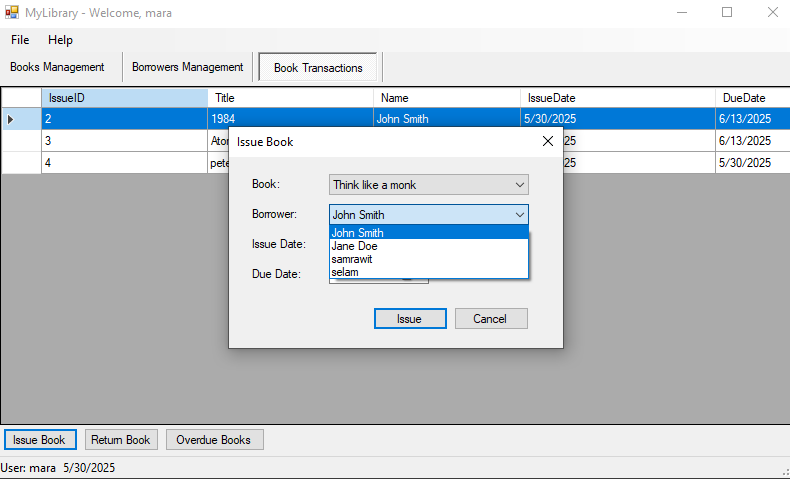 MyLibrary - Welcome, mara
File Help
Books Management Borrowers Management Book Transactions
IssueID Title Name IssueDate DueDate
2 1984 John Smith 5/30/2025 6/13/2025
3 6/13/2025
4 5/30/2025
Issue Book
Book: Think like a monk
Borrower: John Smith
John Smith
Jane Doe
samrawit
selam
Issue Date:
Due Date:
Issue Cancel
Issue Book Return Book Overdue Books
User: mara 5/30/2025